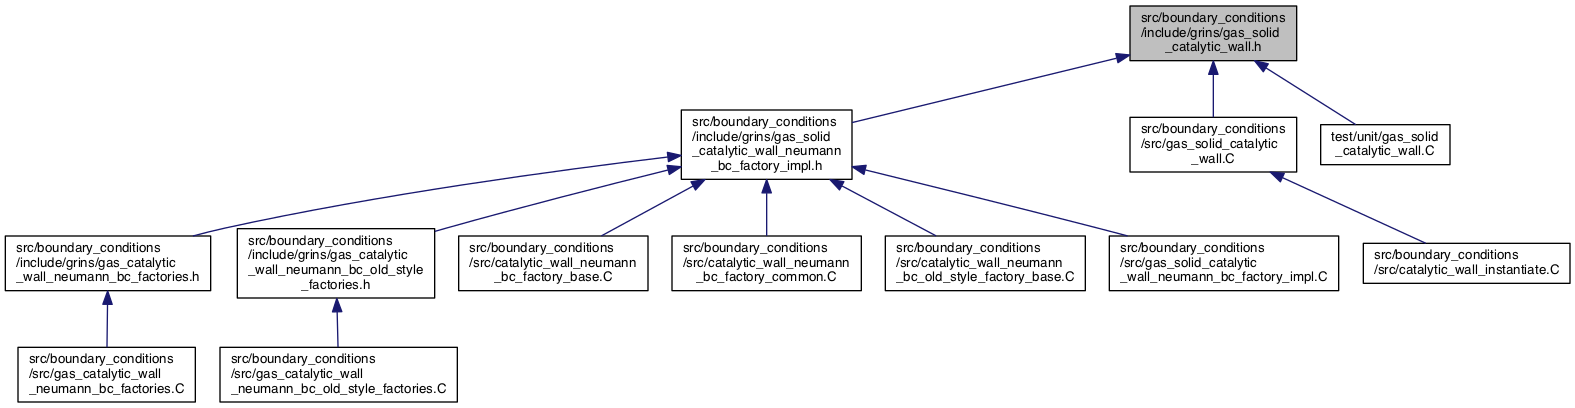 src/boundary_conditions
/include/grins/gas_solid
_catalytic_wall.h
src/boundary_conditions
/include/grins/gas_solid
_catalytic_wall_neumann
_bc_factory_impl.h
src/boundary_conditions
/src/gas_solid_catalytic
_wall.C
test/unit/gas_solid
_catalytic_wall.C
src/boundary_conditions
/include/grins/gas_catalytic
_wall_neumann_bc_factories.h
src/boundary_conditions
/include/grins/gas_catalytic
_wall_neumann_bc_old_style
_factories.h
src/boundary_conditions
/src/catalytic_wall_neumann
_bc_factory_base.C
src/boundary_conditions
/src/catalytic_wall_neumann
_bc_factory_common.C
src/boundary_conditions
/src/catalytic_wall_neumann
_bc_old_style_factory_base.C
src/boundary_conditions
/src/gas_solid_catalytic
_wall_neumann_bc_factory_impl.C
src/boundary_conditions
/src/catalytic_wall_instantiate.C
src/boundary_conditions
/src/gas_catalytic_wall
_neumann_bc_factories.C
src/boundary_conditions
/src/gas_catalytic_wall
_neumann_bc_old_style_factories.C